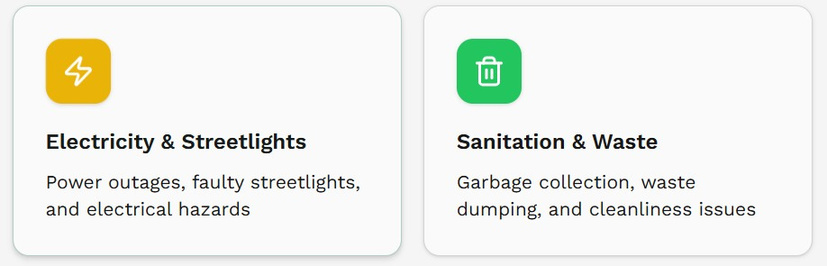 Electricity & Streetlights
Power outages, faulty streetlights,
and electrical hazards
Sanitation & Waste
Garbage collection, waste
dumping, and cleanliness issues